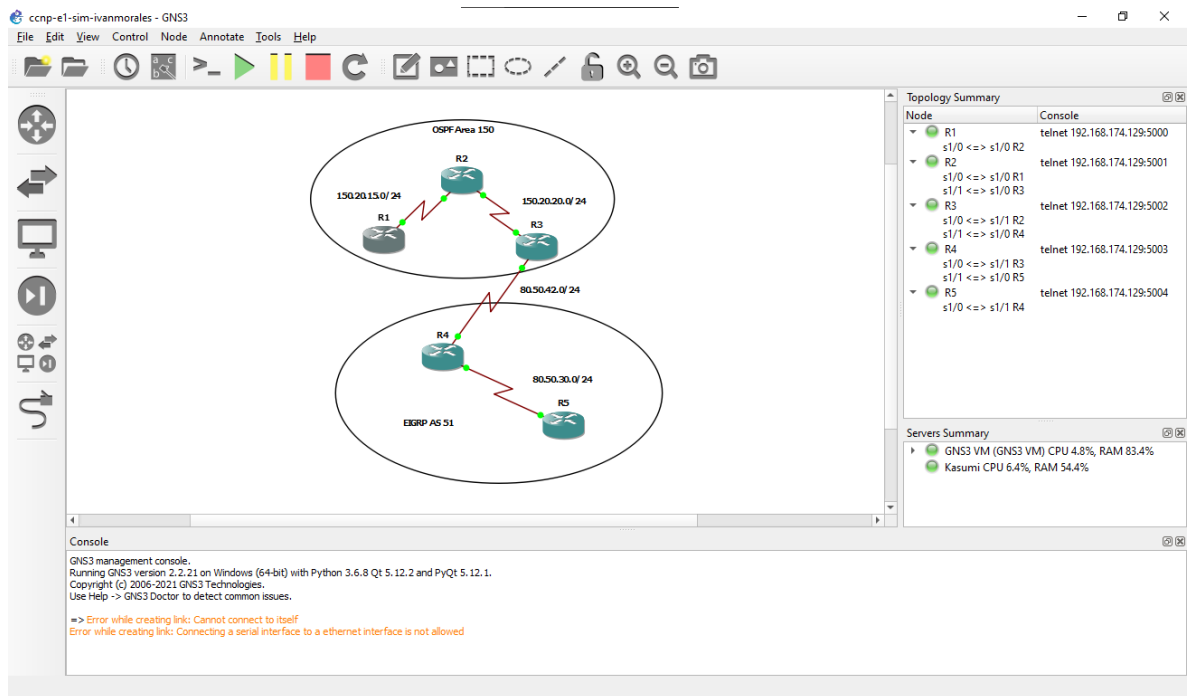 ccnp-e1-sim-ivanmorales - GNS3
File Edit View Control Node Annotate Tools Help
OSPF Area 150
R2
150.20.15.0/24
150.20.20.0/24
R1
R3
80.50.42.0/24
R4
80.50.30.0/24
R5
EIGRP AS 51
Topology Summary
Node Console
R1 telnet 192.168.174.129:5000
s1/0 <=> s1/0 R2
R2 telnet 192.168.174.129:5001
s1/0 <=> s1/0 R1
s1/1 <=> s1/0 R3
R3 telnet 192.168.174.129:5002
s1/0 <=> s1/1 R2
s1/1 <=> s1/0 R4
R4 telnet 192.168.174.129:5003
s1/0 <=> s1/1 R3
s1/1 <=> s1/0 R5
R5 telnet 192.168.174.129:5004
s1/0 <=> s1/1 R4
Servers Summary
GNS3 VM (GNS3 VM) CPU 4.8%, RAM 83.4%
Kasumi CPU 6.4%, RAM 54.4%
Console
GNS3 management console.
Running GNS3 version 2.2.21 on Windows (64-bit) with Python 3.6.8 Qt 5.12.2 and PyQt 5.12.1.
Copyright (c) 2006-2021 GNS3 Technologies.
Use Help -> GNS3 Doctor to detect common issues.
=> Error while creating link: Cannot connect to itself
Error while creating link: Connecting a serial interface to a ethernet interface is not allowed